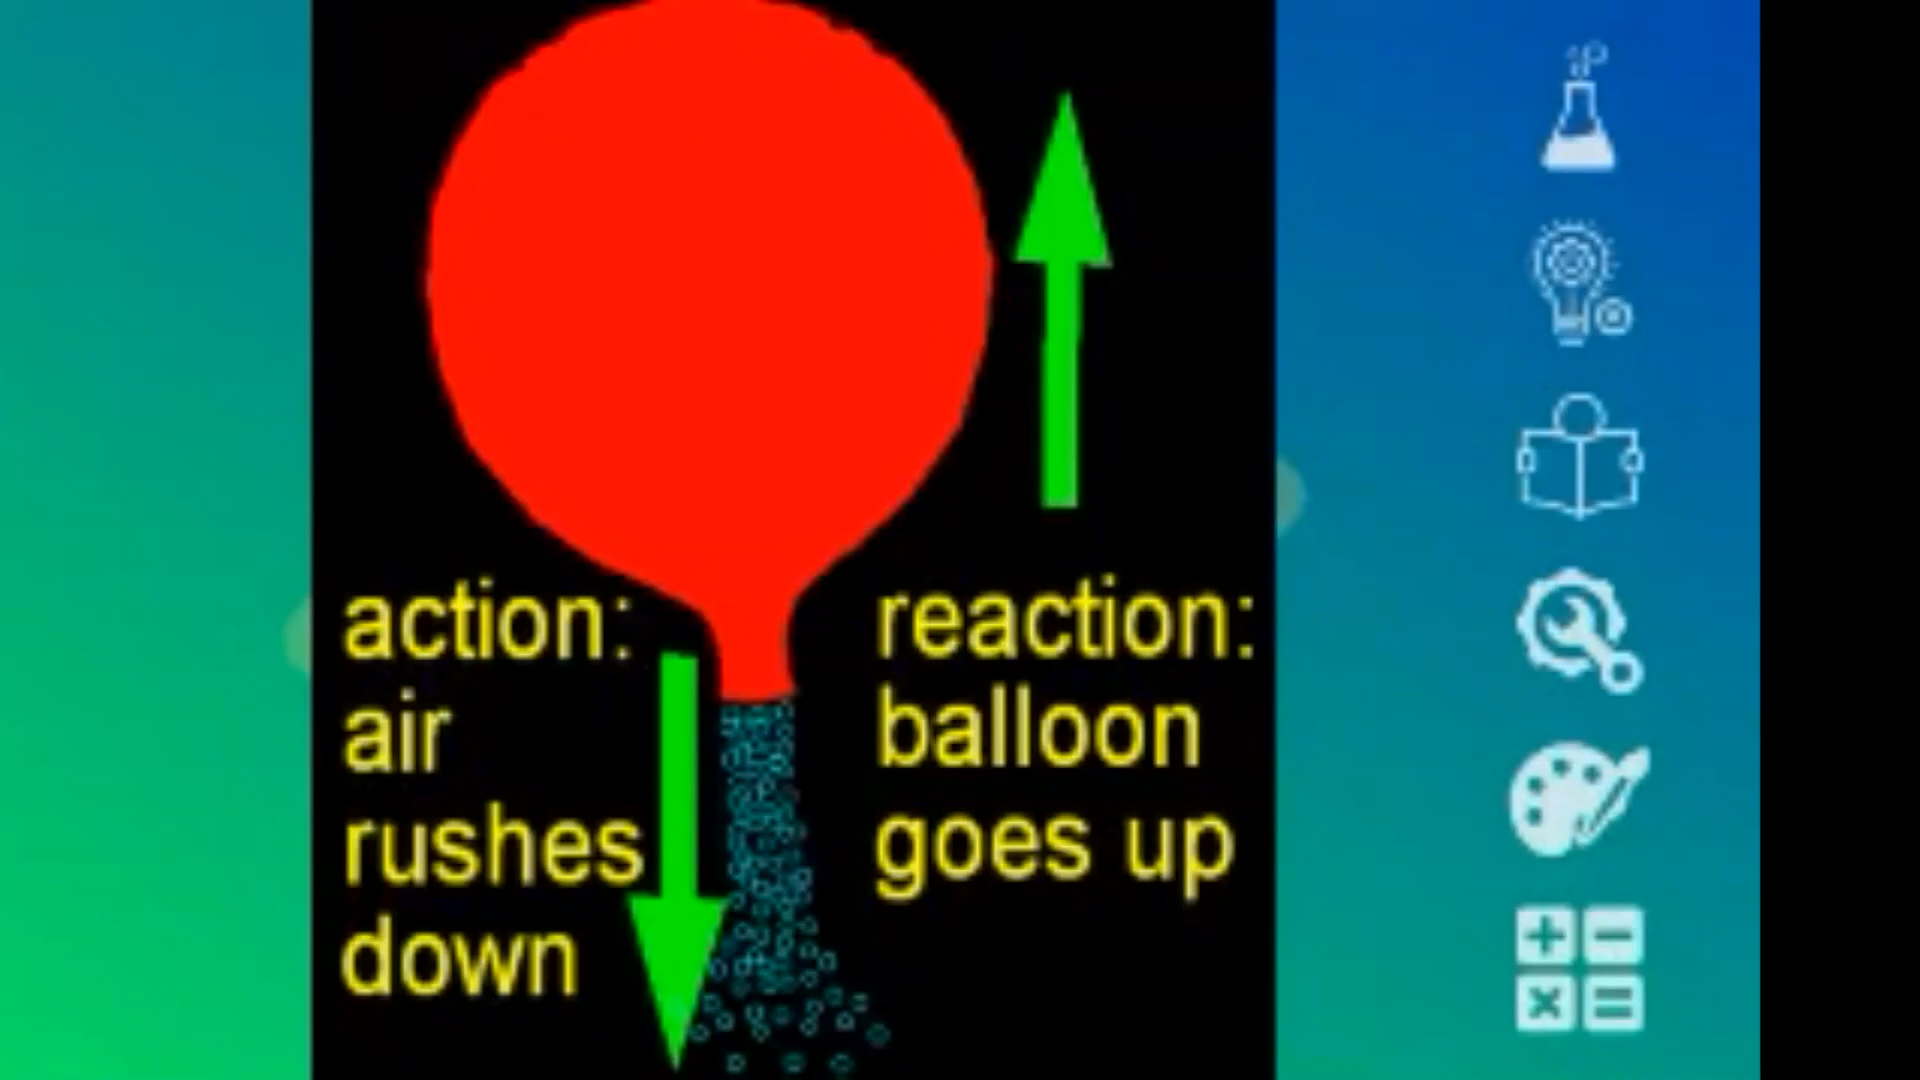 action:
air
rushes
down
reaction:
balloon
goes up